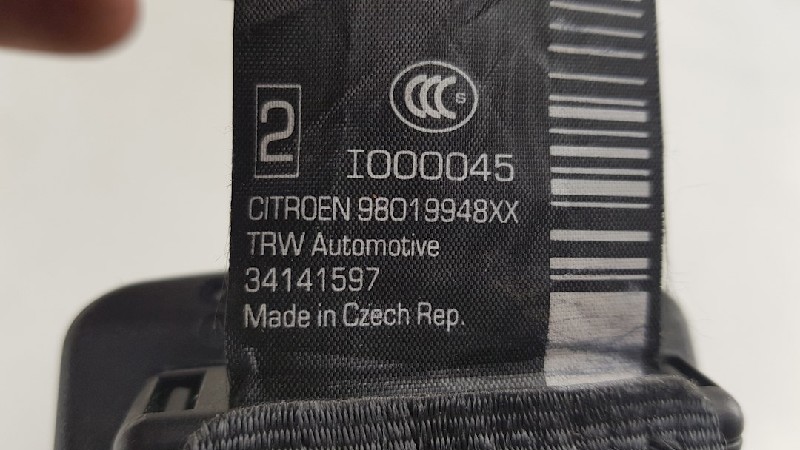 CCC S
2
I000045
CITROEN 98019948XX
TRW Automotive
34141597
Made in Czech Rep.